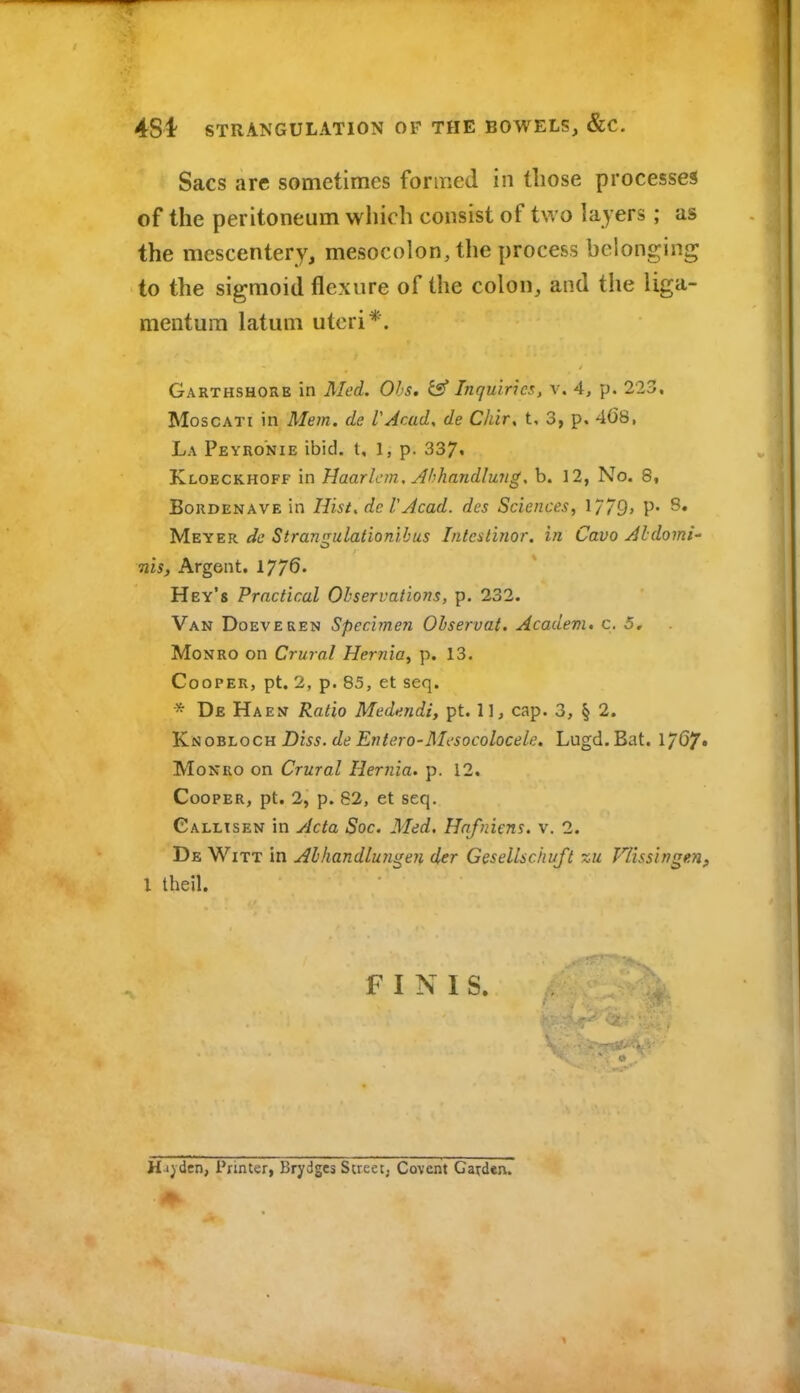 484 STRANGULATION OF THE BOWELS, &C.
Sacs are sometimes formed in those processes
of the peritoneum which consist of two layers ; as
the mescentery, mesocolon, the process belonging
to the sigmoid flexure of the colon, and the liga-
mentum latum uteri*.
GARTHSHORE in Med. Obs. & Inquiries, v. 4, p. 223.
MOSCATI in Mem. de l'Acad. de Chir. t. 3, p. 468.
LA PEYRONIE ibid. t. 1, p. 337.
KLOECKHOFF in Haarlem. Abhandlung. b. 12, No. 8,
BORDENAVE in Hist. de l'Acad. des Sciences, 1779, p. 8.
MEYER de Strangulationibus Intestinor. in Cavo Abdomi-
nis, Argent. 1776.
HEY's Practical Observations, p. 232.
VAN DOEVEREN Specimen Observat. Academ. c. 5.
MONRO on Crural Hernia, p. 13.
COOPER, pt. 2, p. 85, et seq.
* DE HAEN Ratio Medendi, pt. 11, cap. 3, § 2.
KNOBLOCH Diss. de Entero-Mesocolocele. Lugd. Bat. 1767.
MONRO on Crural Hernia. p. 12.
COOPER, pt. 2, p. 82, et seq.
CALLISEN in Acta Soc. Med. Hafniens. v. 2.
DE WITT in Abhandlungen der Gesellschaft zu Vlissingen,
1 theil.
FINIS.
Hayden, Printer, Brydges Street, Covent Garden.